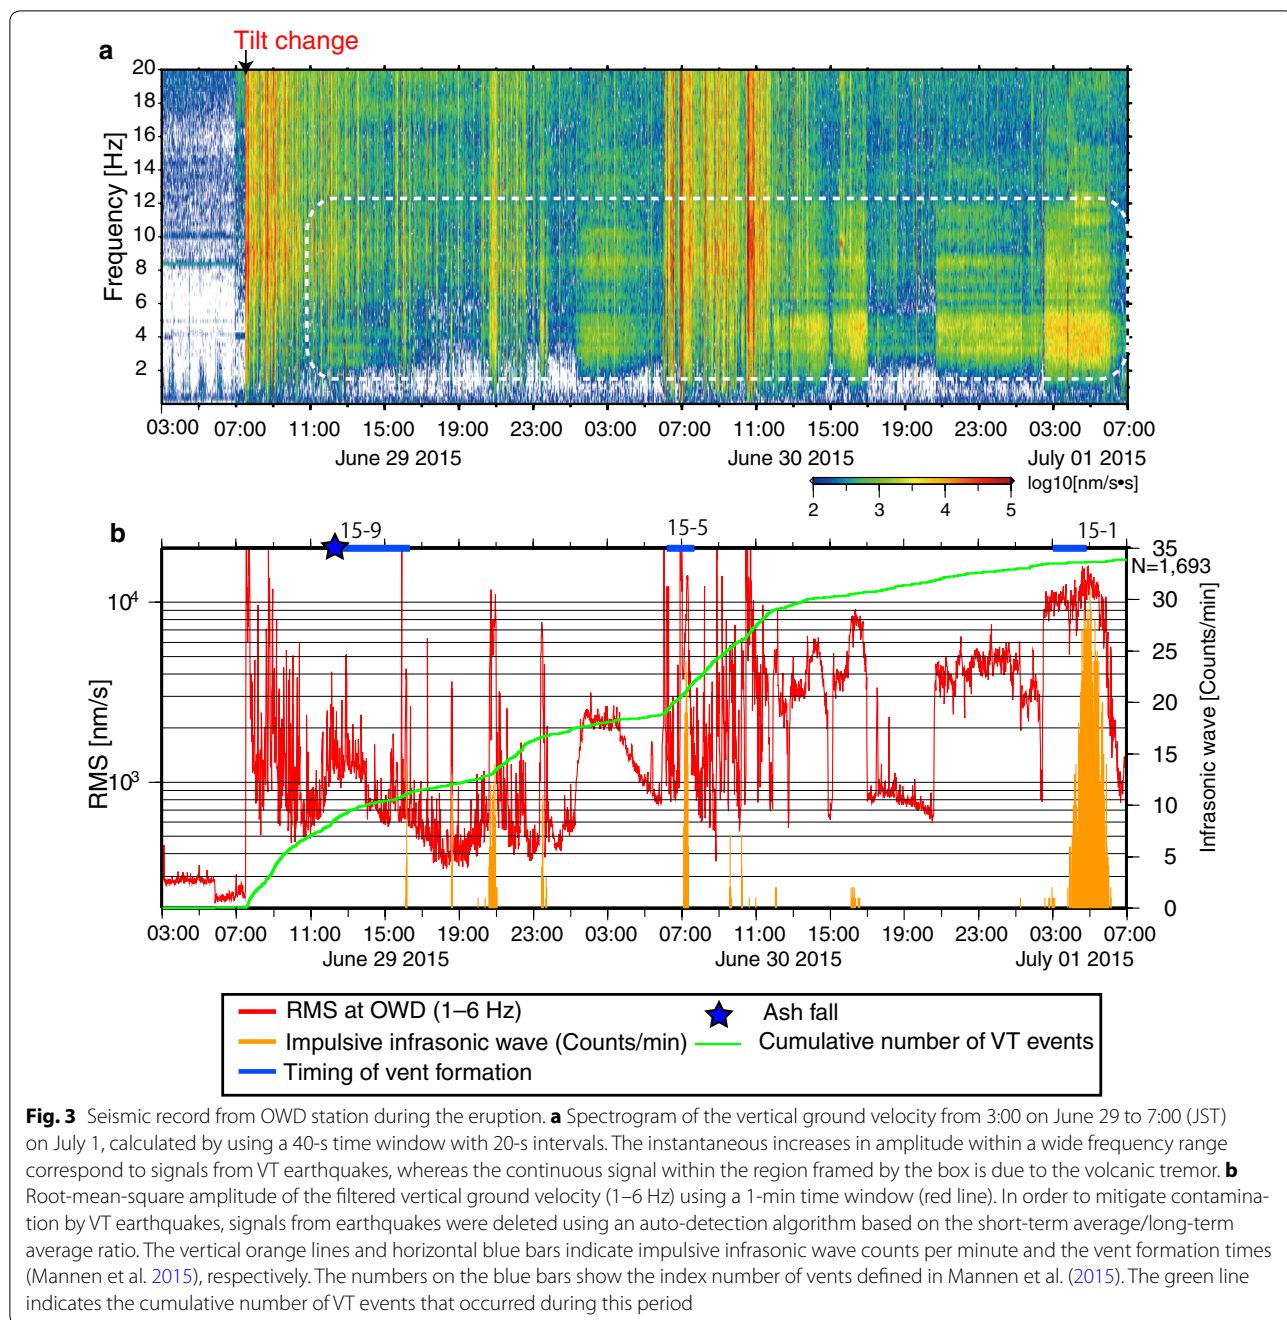 a
Tilt change
20
18
16
14
12
10
8
6
4
2
Frequency [Hz]
03:00 07:00 11:00 15:00 19:00 23:00 03:00 07:00 11:00 15:00 19:00 23:00 03:00 07:00
June 29 2015 June 30 2015 July 01 2015
2 3 4 5 log10[nm/s•s]
b
15-9 15-5 15-1
N=1,693
10⁴
10³
RMS [nm/s]
35
30
25
20
15
10
5
0
Infrasonic wave [Counts/min]
03:00 07:00 11:00 15:00 19:00 23:00 03:00 07:00 11:00 15:00 19:00 23:00 03:00 07:00
June 29 2015 June 30 2015 July 01 2015
RMS at OWD (1–6 Hz) Ash fall
Impulsive infrasonic wave (Counts/min) Cumulative number of VT events
Timing of vent formation
Fig. 3 Seismic record from OWD station during the eruption. a Spectrogram of the vertical ground velocity from 3:00 on June 29 to 7:00 (JST)
on July 1, calculated by using a 40-s time window with 20-s intervals. The instantaneous increases in amplitude within a wide frequency range
correspond to signals from VT earthquakes, whereas the continuous signal within the region framed by the box is due to the volcanic tremor. b
Root-mean-square amplitude of the filtered vertical ground velocity (1–6 Hz) using a 1-min time window (red line). In order to mitigate contamina-
tion by VT earthquakes, signals from earthquakes were deleted using an auto-detection algorithm based on the short-term average/long-term
average ratio. The vertical orange lines and horizontal blue bars indicate impulsive infrasonic wave counts per minute and the vent formation times
(Mannen et al. 2015), respectively. The numbers on the blue bars show the index number of vents defined in Mannen et al. (2015). The green line
indicates the cumulative number of VT events that occurred during this period